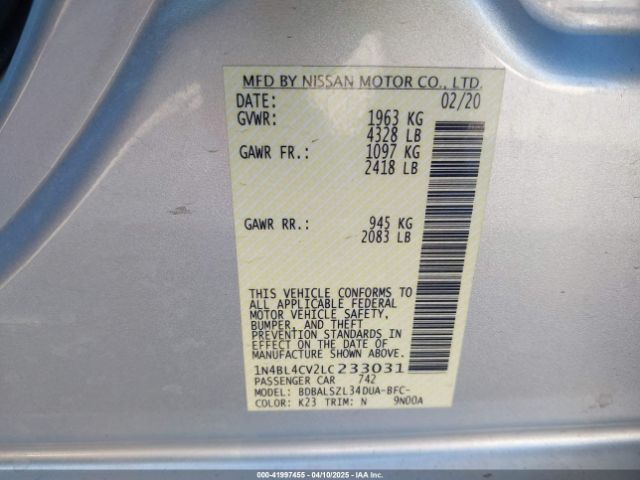 MFD BY NISSAN MOTOR CO., LTD.
DATE: 02/20
GVWR: 1963 KG
4328 LB
GAWR FR.: 1097 KG
2418 LB
GAWR RR.: 945 KG
2083 LB
THIS VEHICLE CONFORMS TO
ALL APPLICABLE FEDERAL
MOTOR VEHICLE SAFETY,
BUMPER, AND THEFT
PREVENTION STANDARDS IN EFFECT
ON THE DATE OF
MANUFACTURE SHOWN ABOVE.
1N4BL4CV2LC233031
PASSENGER CAR 742
MODEL: BDBALSZL34DUA-BFC-
COLOR: K23 TRIM: N 9N00A
000-41997455 - 04/10/2025 - IAA, Inc.